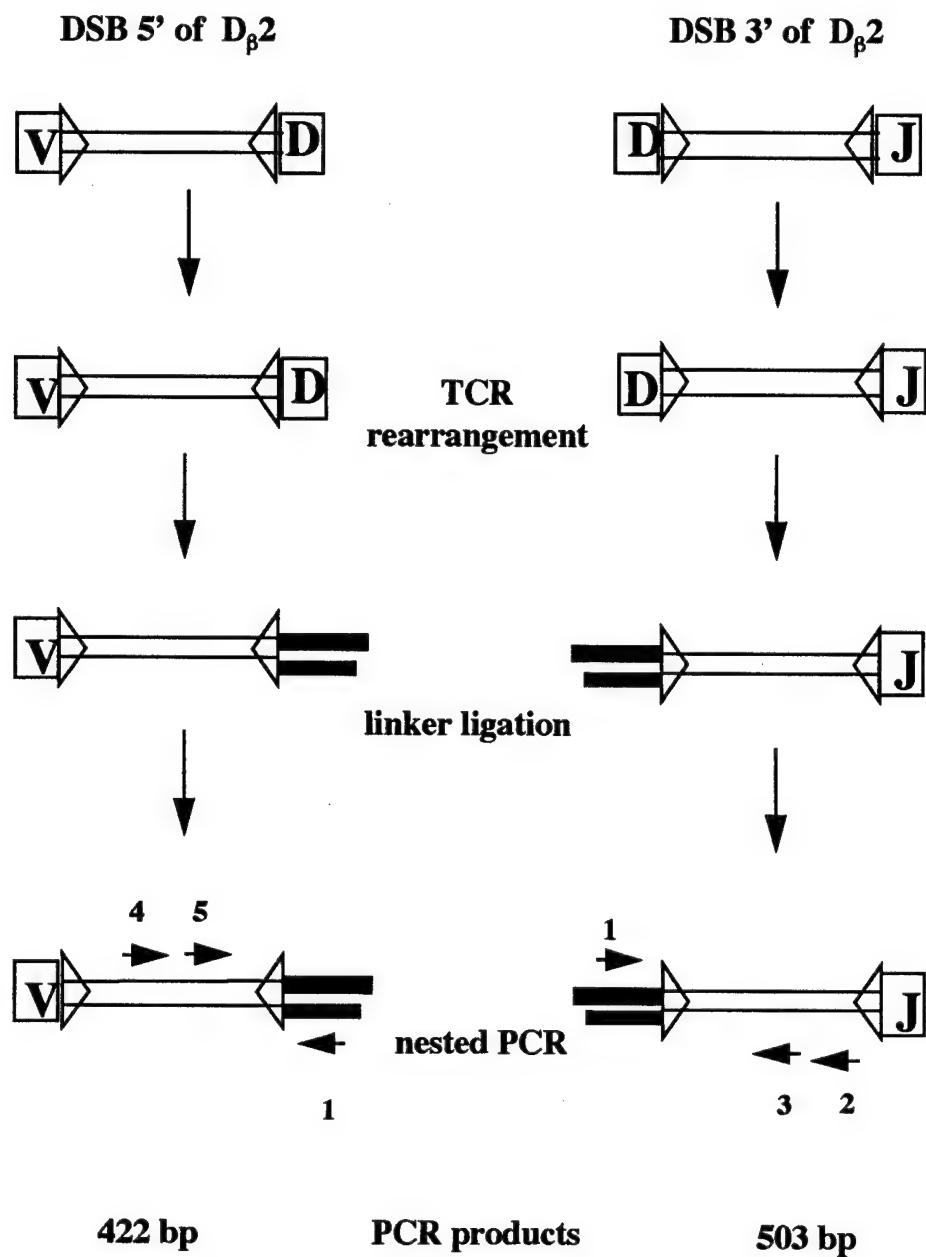 DSB 5' of Dβ2
DSB 3' of Dβ2
V D
D J
V D
TCR
rearrangement
D J
V
J
linker ligation
4 5
1
V
nested PCR
J
1
3 2
422 bp
PCR products
503 bp